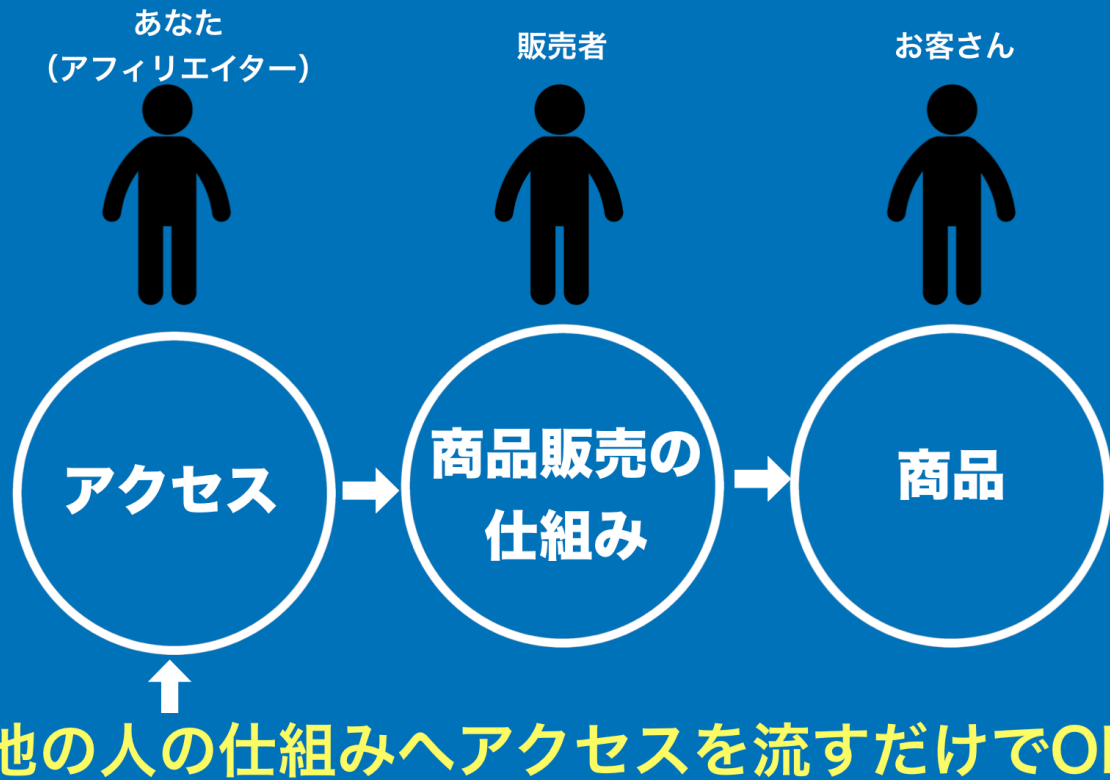 あなた
（アフィリエイター）
販売者
お客さん
アクセス
商品販売の
仕組み
商品
他の人の仕組みへアクセスを流すだけでOK